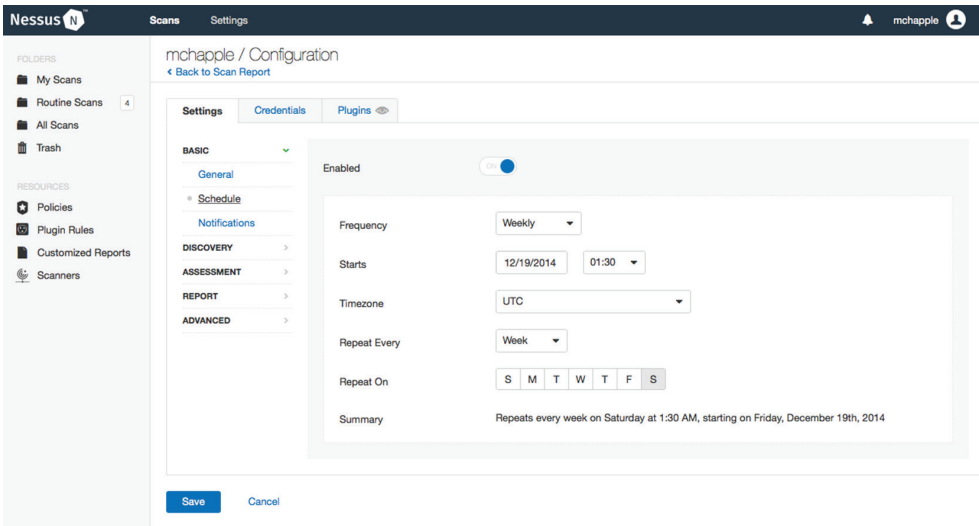 Nessus N ™ Scans Settings mchapple
FOLDERS
My Scans
Routine Scans 4
All Scans
Trash
RESOURCES
Policies
Plugin Rules
Customized Reports
Scanners
mchapple / Configuration
Back to Scan Report
Settings Credentials Plugins
BASIC
General
Schedule
Notifications
DISCOVERY
ASSESSMENT
REPORT
ADVANCED
Enabled ON
Frequency Weekly
Starts 12/19/2014 01:30
Timezone UTC
Repeat Every Week
Repeat On S M T W T F S
Summary Repeats every week on Saturday at 1:30 AM, starting on Friday, December 19th, 2014
Save Cancel